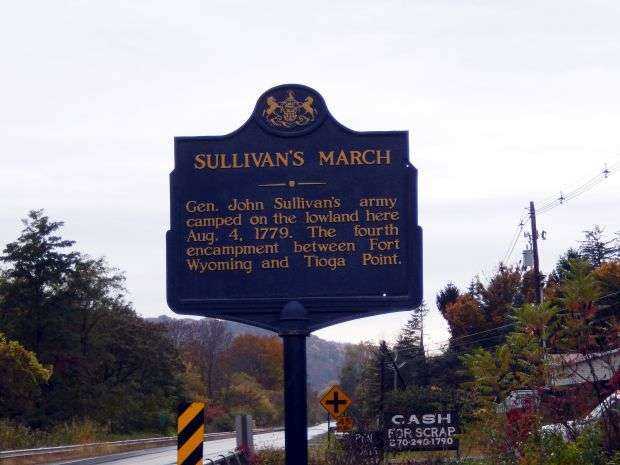 SULLIVAN'S MARCH
Gen. John Sullivan's army
camped on the lowland here
Aug. 4, 1779. The fourth
encampment between Fort
Wyoming and Tioga Point.
CASH
FOR SCRAP
570-240-1790